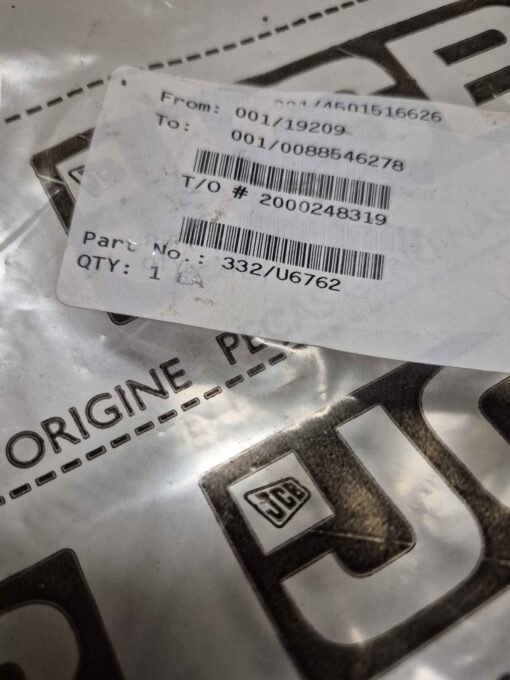 001/4501516626
From: 001/19209
To: 001/0088546278
T/O # 2000248319
Part No.: 332/U6762
QTY: 1 EA
ORIGINE
JCB